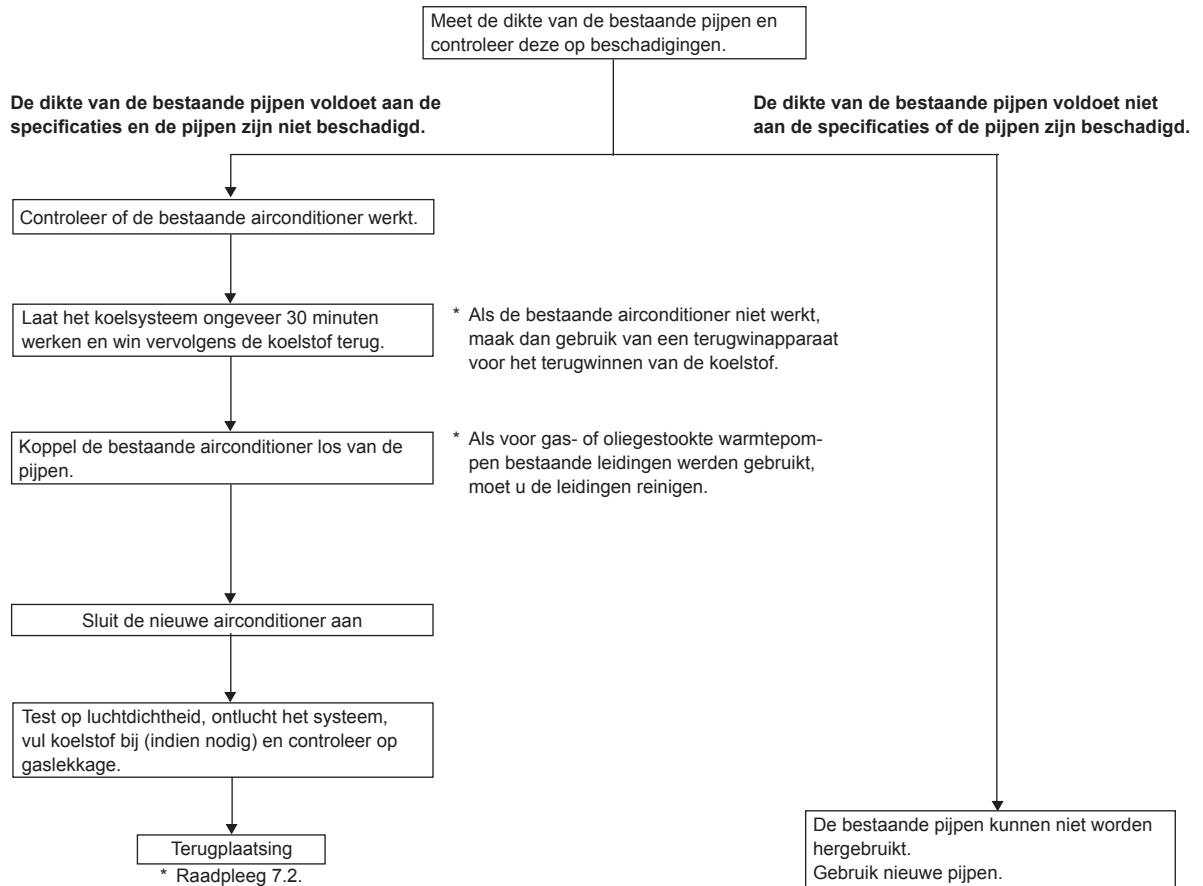 Meet de dikte van de bestaande pijpen en
controleer deze op beschadigingen.
De dikte van de bestaande pijpen voldoet aan de
specificaties en de pijpen zijn niet beschadigd.
De dikte van de bestaande pijpen voldoet niet
aan de specificaties of de pijpen zijn beschadigd.
Controleer of de bestaande airconditioner werkt.
Laat het koelsysteem ongeveer 30 minuten
werken en win vervolgens de koelstof terug.
* Als de bestaande airconditioner niet werkt,
maak dan gebruik van een terugwinapparaat
voor het terugwinnen van de koelstof.
Koppel de bestaande airconditioner los van de
pijpen.
* Als voor gas- of oliegestookte warmtepom-
pen bestaande leidingen werden gebruikt,
moet u de leidingen reinigen.
Sluit de nieuwe airconditioner aan
Test op luchtdichtheid, ontlucht het systeem,
vul koelstof bij (indien nodig) en controleer op
gaslekkage.
Terugplaatsing
* Raadpleeg 7.2.
De bestaande pijpen kunnen niet worden
hergebruikt.
Gebruik nieuwe pijpen.